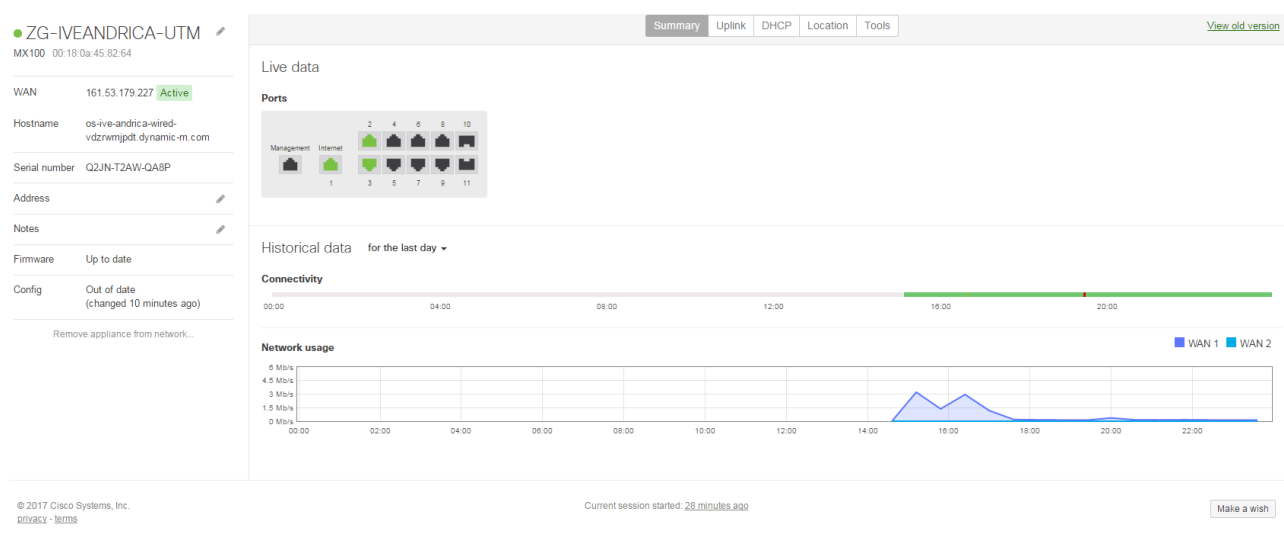 ZG-IVEANDRICA-UTM
MX100 00:18:0a:45:82:64
WAN 161.53.179.227 Active
Hostname os-ive-andrica-wired-
vdzrwmjpdt.dynamic-m.com
Serial number Q2JN-T2AW-QA8P
Address
Notes
Firmware Up to date
Config Out of date
(changed 10 minutes ago)
Remove appliance from network...
Summary Uplink DHCP Location Tools
View old version
Live data
Ports
2 4 6 8 10
Management Internet
1 3 5 7 9 11
Historical data for the last day
Connectivity
00:00 04:00 08:00 12:00 16:00 20:00
Network usage
WAN 1 WAN 2
6 Mb/s
4.5 Mb/s
3 Mb/s
1.5 Mb/s
0 Mb/s
00:00 02:00 04:00 06:00 08:00 10:00 12:00 14:00 16:00 18:00 20:00 22:00
© 2017 Cisco Systems, Inc.
privacy - terms
Current session started: 28 minutes ago
Make a wish